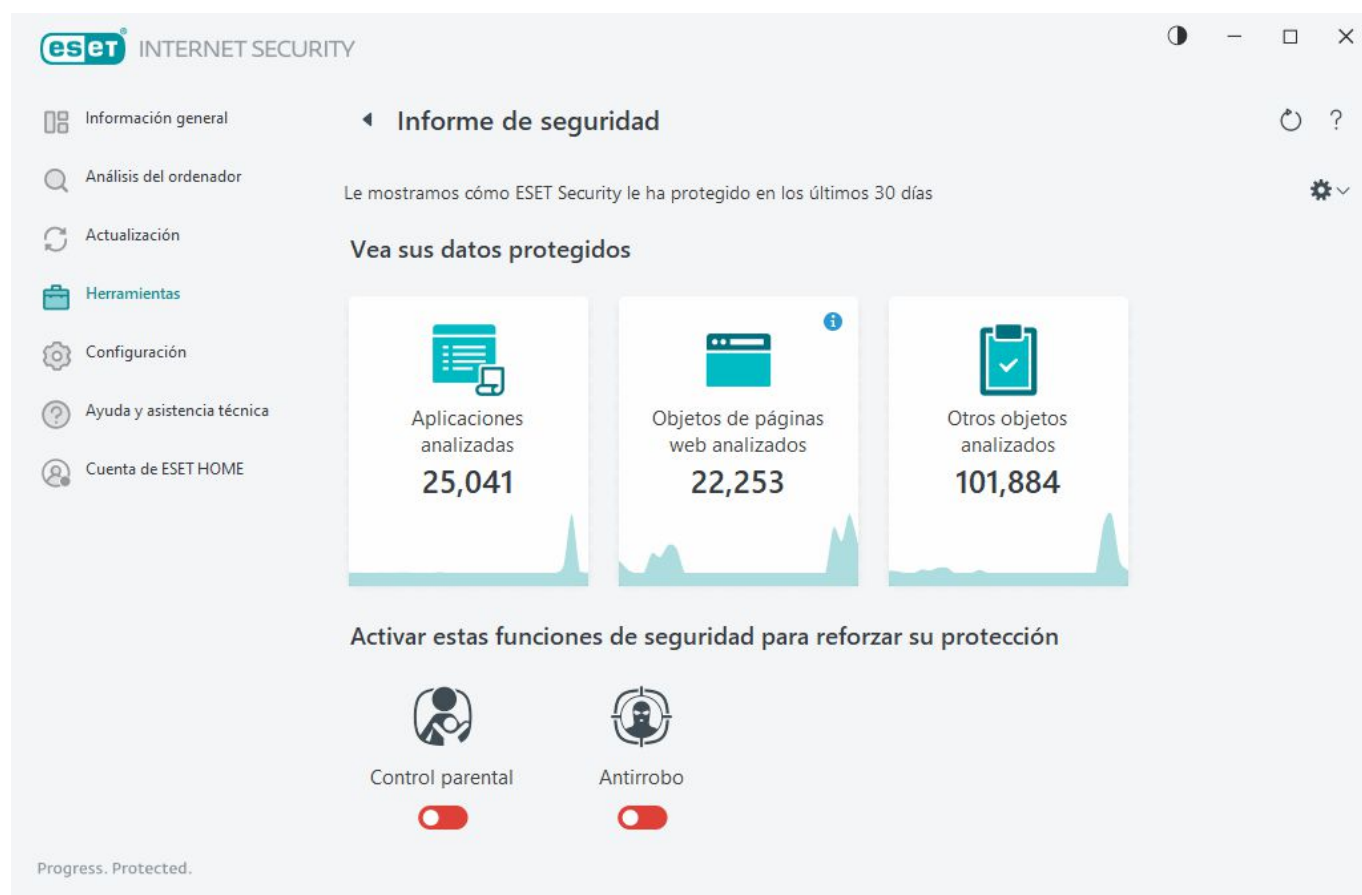 eset® INTERNET SECURITY
Información general
Análisis del ordenador
Actualización
Herramientas
Configuración
Ayuda y asistencia técnica
Cuenta de ESET HOME
Informe de seguridad
?
Le mostramos cómo ESET Security le ha protegido en los últimos 30 días
Vea sus datos protegidos
Aplicaciones
analizadas
25,041
i
Objetos de páginas
web analizados
22,253
Otros objetos
analizados
101,884
Activar estas funciones de seguridad para reforzar su protección
Control parental
Antirrobo
Progress. Protected.